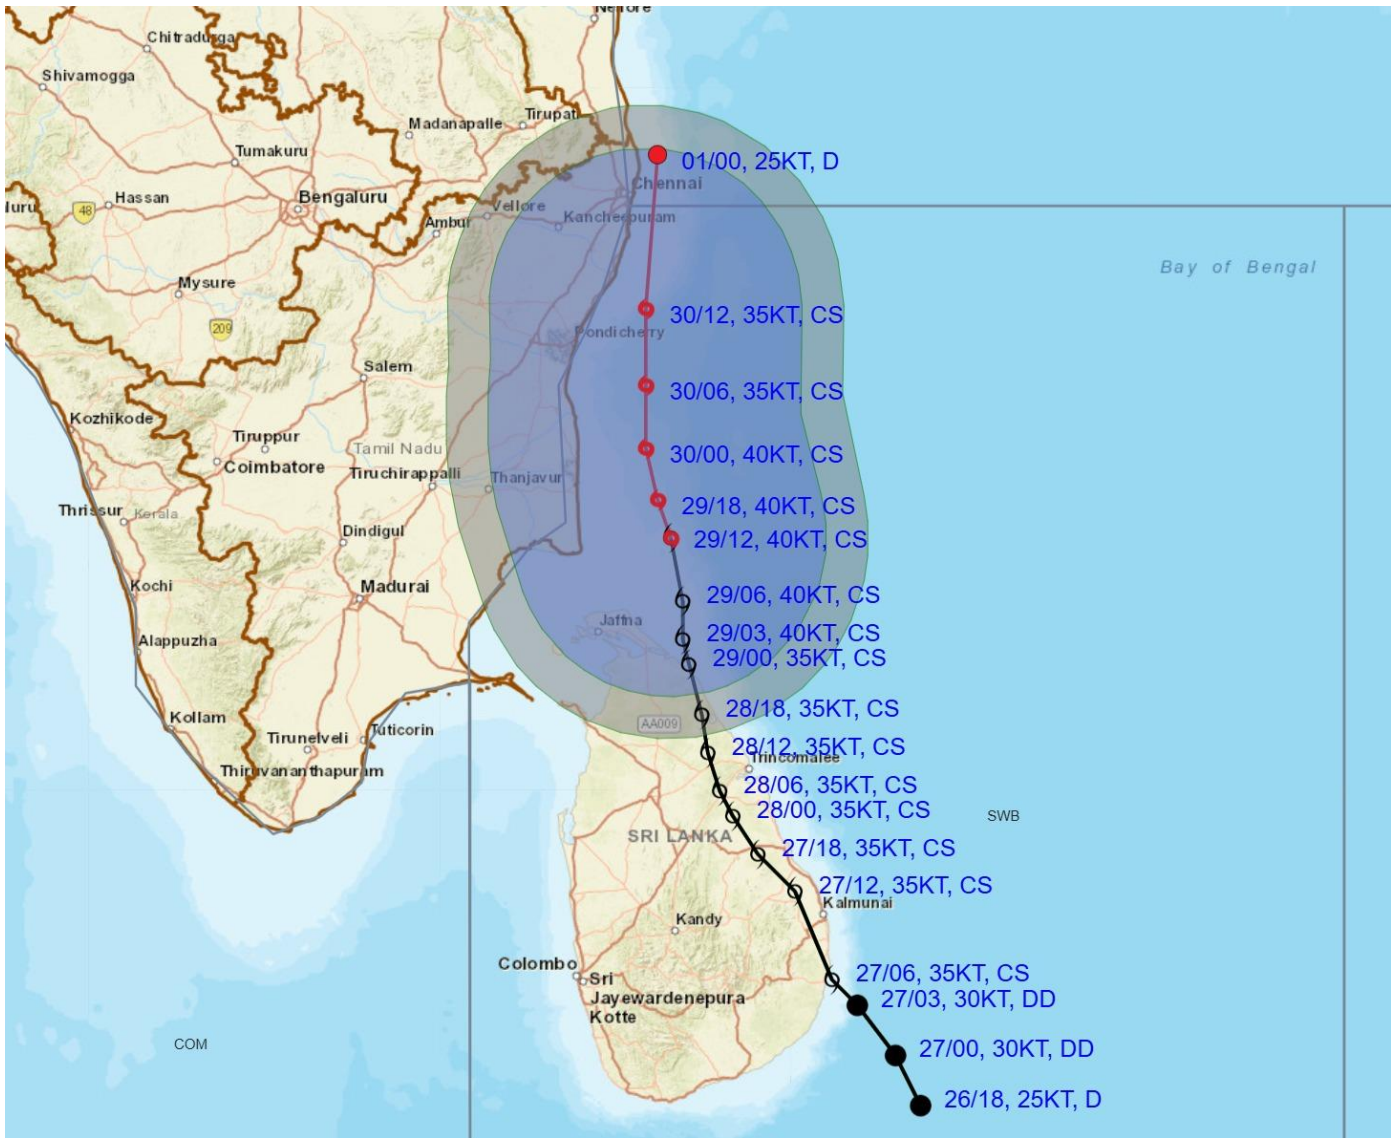 Nellore
Chitradurga
Shivamogga
Tirupati
Madanapalle
Tumakuru
01/00, 25KT, D
Chennai
Hassan
Bengaluru
Vellore
48
Kancheepuram
Ambur
Bay of Bengal
Mysure
30/12, 35KT, CS
209
Pondicherry
Salem
30/06, 35KT, CS
Kozhikode
Tiruppur
Tamil Nadu
30/00, 40KT, CS
Coimbatore
Tiruchirappalli
Thanjavur
29/18, 40KT, CS
Thrissur
Kerala
Dindigul
29/12, 40KT, CS
Kochi
Madurai
29/06, 40KT, CS
Jaffna
29/03, 40KT, CS
Alappuzha
29/00, 35KT, CS
28/18, 35KT, CS
Kollam
AA009
Tuticorin
Tirunelveli
28/12, 35KT, CS
Trincomalee
Thiruvananthapuram
28/06, 35KT, CS
28/00, 35KT, CS
SWB
SRI LANKA
27/18, 35KT, CS
27/12, 35KT, CS
Kalmunai
Kandy
Colombo
27/06, 35KT, CS
Sri
Jayewardenepura
Kotte
27/03, 30KT, DD
COM
27/00, 30KT, DD
26/18, 25KT, D